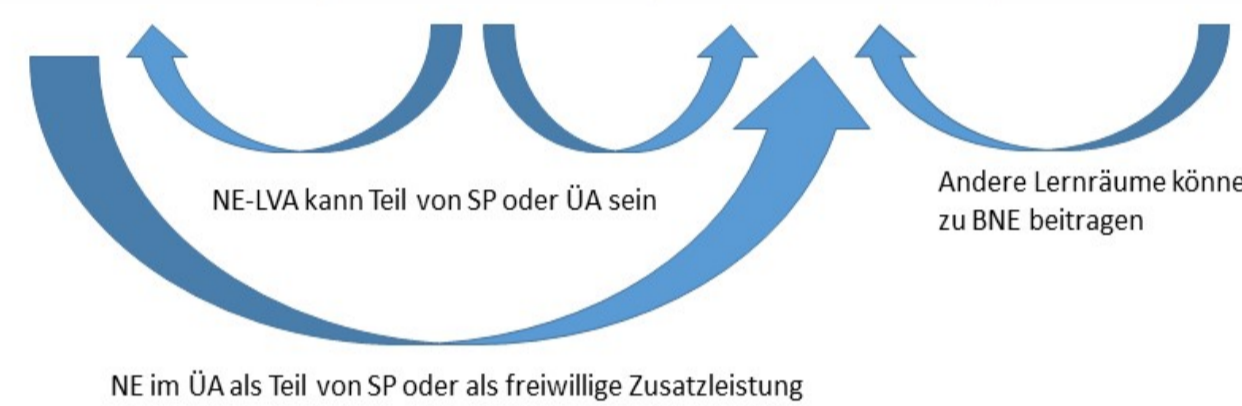 NE-LVA kann Teil von SP oder ÜA sein
Andere Lernräume könne
zu BNE beitragen
NE im ÜA als Teil von SP oder als freiwillige Zusatzleistung